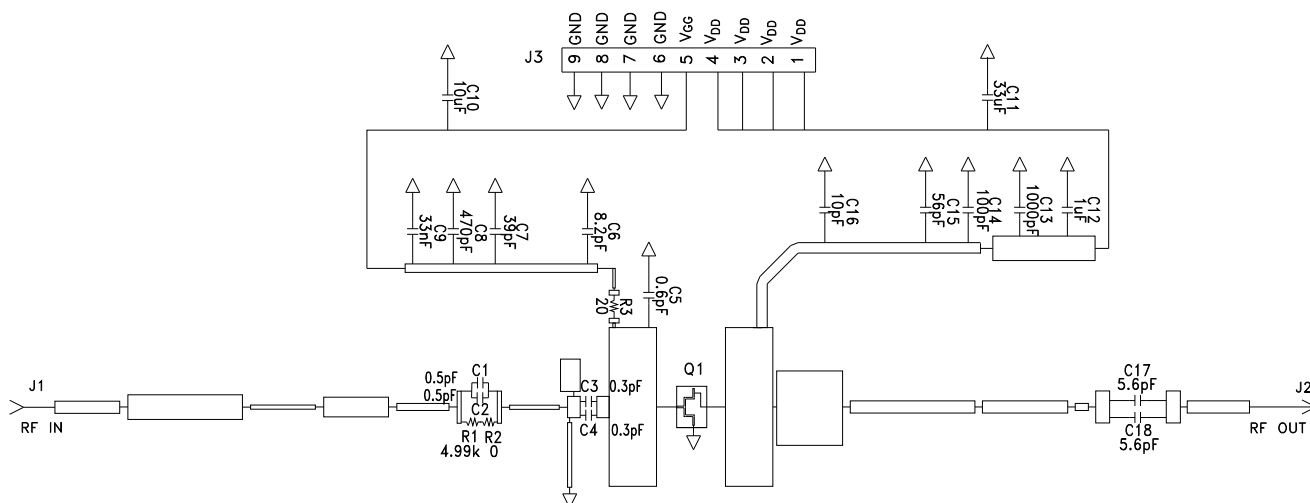 J3
9 GND
8 GND
7 GND
6 GND
5 VGG
4 VDD
3 VDD
2 VDD
1 VDD
C10
10uF
C11
33uF
C9
33nF
C8
470pF
C7
39pF
C6
8.2pF
C16
10pF
C15
56pF
C14
100pF
C13
1000pF
C12
1uF
C5
0.6pF
R3
20
J1
RF IN
0.5pF
C1
0.5pF
C2
R1 R2
4.99k 0
C3 0.3pF
C4 0.3pF
Q1
C17
5.6pF
C18
5.6pF
J2
RF OUT